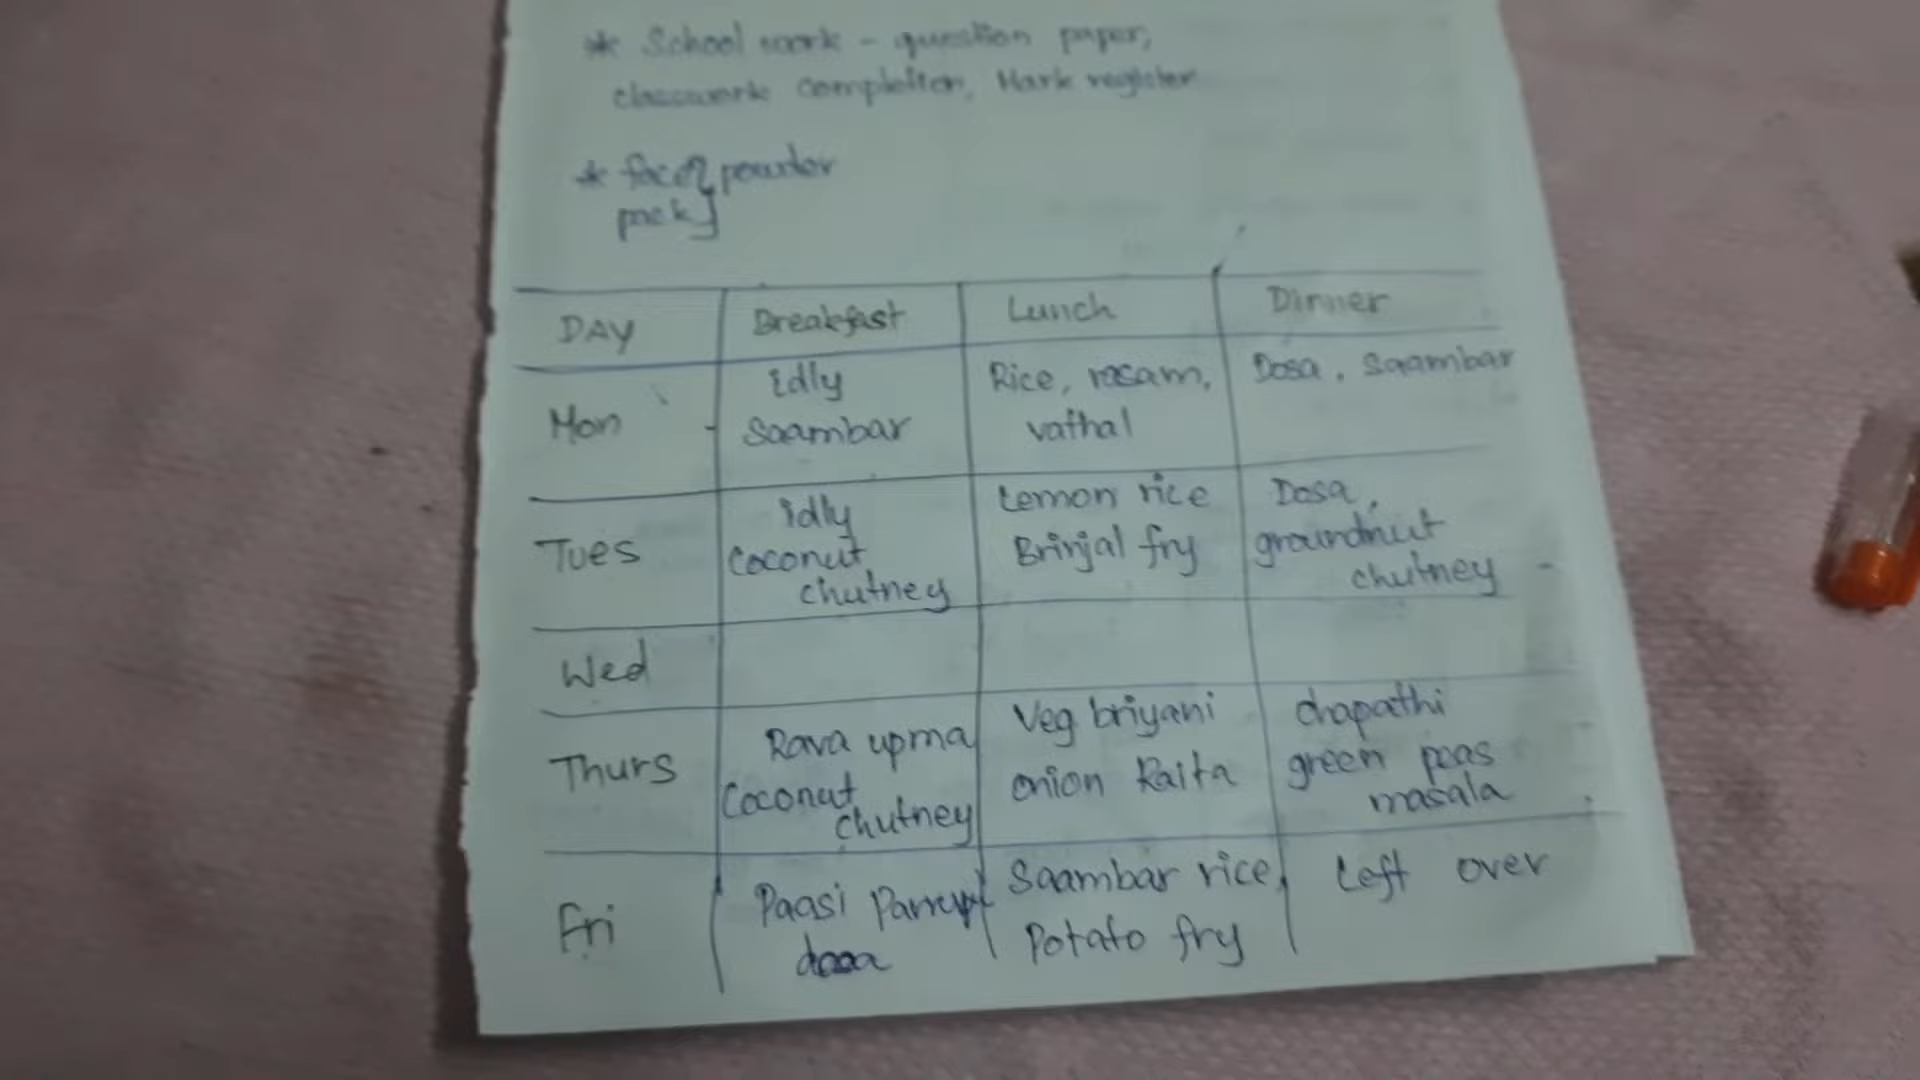 * School work - question paper,
classwork completion, Mark register
* face powder
pack
DAY Breakfast Lunch Dinner
Mon Idly Saambar Rice, rasam, vathal Dosa, Saambar
Tues idly coconut chutney Lemon rice Brinjal fry Dosa, groundnut chutney
Wed
Thurs Rava upma Coconut chutney Veg briyani onion Raita chapathi green peas masala
Fri Paasi dosa Saambar rice, Potato fry Left over